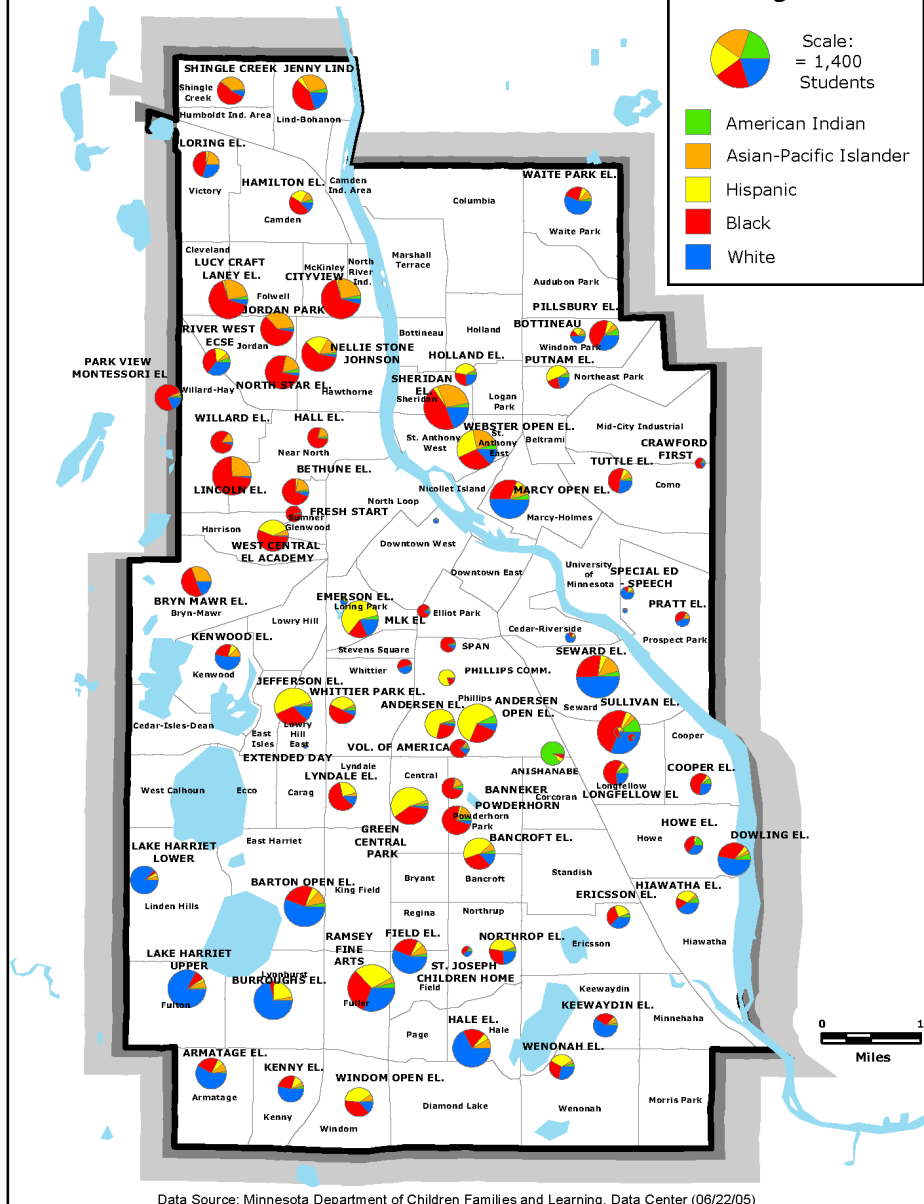 Scale:
= 1,400
Students
American Indian
Asian-Pacific Islander
Hispanic
Black
White
SHINGLE CREEK
JENNY LIND
Shingle
Creek
Humboldt Ind. Area
Lind-Bohanon
LORING EL.
Victory
HAMILTON EL.
Camden
Ind. Area
Camden
WAITE PARK EL.
Columbia
Waite Park
Cleveland
LUCY CRAFT
LANEY EL.
McKinley
CITYVIEW
North
River
Ind.
Marshall
Terrace
Folwell
Audubon Park
JORDAN PARK
PILLSBURY EL.
RIVER WEST
ECSE
Jordan
Bottineau
Holland
BOTTINEAU
Windom Park
NELLIE STONE
JOHNSON
HOLLAND EL.
PUTNAM EL.
PARK VIEW
MONTESSORI EL
Willard-Hay
NORTH STAR EL.
Hawthorne
SHERIDAN
EL.
Sheridan
Northeast Park
Logan
Park
WILLARD EL.
HALL EL.
Near North
WEBSTER OPEN EL.
St. Anthony
West
St.
Anthony
East
Beltrami
Mid-City Industrial
CRAWFORD
FIRST
BETHUNE EL.
TUTTLE EL.
Como
LINCOLN EL.
Nicollet Island
MARCY OPEN EL.
North Loop
Marcy-Holmes
FRESH START
Sumner
Glenwood
Harrison
WEST CENTRAL
EL ACADEMY
Downtown West
Downtown East
University
of
Minnesota
SPECIAL ED
- SPEECH
BRYN MAWR EL.
Bryn-Mawr
EMERSON EL.
Loring Park
MLK EL
Elliot Park
PRATT EL.
Lowry Hill
Cedar-Riverside
Prospect Park
KENWOOD EL.
Kenwood
Stevens Square
SPAN
SEWARD EL.
Whittier
PHILLIPS COMM.
JEFFERSON EL.
WHITTIER PARK EL.
Phillips
ANDERSEN EL.
ANDERSEN
OPEN EL.
Seward
SULLIVAN EL.
Cedar-Isles-Dean
East
Isles
Lowry
Hill
East
Cooper
VOL. OF AMERICA
EXTENDED DAY
Lyndale
LYNDALE EL.
Central
ANISHANABE
COOPER EL.
West Calhoun
Ecco
Carag
BANNEKER
Corcoran
Longfellow
LONGFELLOW EL
POWDERHORN
Powderhorn
Park
GREEN
CENTRAL
PARK
HOWE EL.
Howe
DOWLING EL.
East Harriet
BANCROFT EL.
LAKE HARRIET
LOWER
Bryant
Bancroft
Standish
BARTON OPEN EL.
King Field
ERICSSON EL.
HIAWATHA EL.
Linden Hills
Regina
Northrup
RAMSEY
FINE
ARTS
FIELD EL.
NORTHROP EL.
Ericsson
Hiawatha
LAKE HARRIET
UPPER
Lynnhurst
BURROUGHS EL.
ST. JOSEPH
CHILDREN HOME
Field
Fulton
Fuller
Keewaydin
KEEWAYDIN EL.
Minnehaha
HALE EL.
Hale
Page
WENONAH EL.
0
1
Miles
ARMATAGE EL.
Armatage
KENNY EL.
Kenny
WINDOM OPEN EL.
Windom
Diamond Lake
Wenonah
Morris Park
Data Source: Minnesota Department of Children Families and Learning, Data Center (06/22/05)